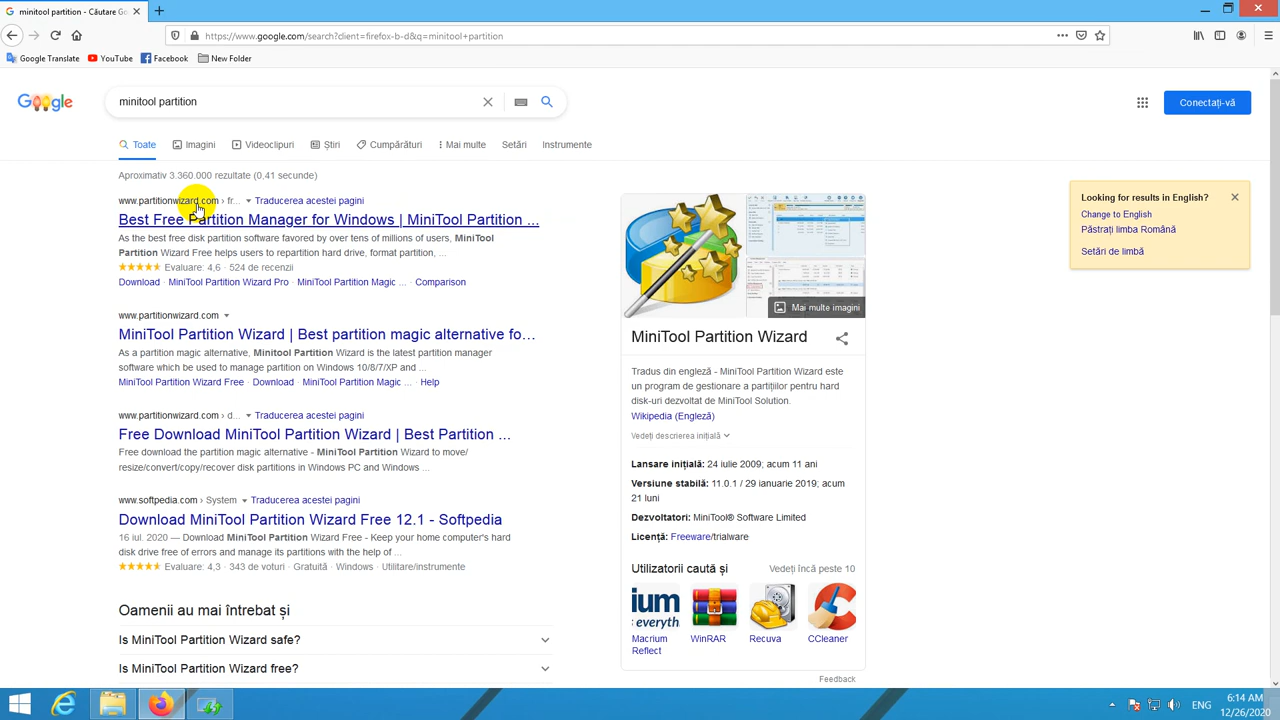 minitool partition - Căutare Go
https://www.google.com/search?client=firefox-b-d&q=minitool+partition
Google Translate YouTube Facebook New Folder
Google minitool partition Conectați-vă
Toate Imagini Videoclipuri Știri Cumpărături Mai multe Setări Instrumente
Aproximativ 3.360.000 rezultate (0,41 secunde)
www.partitionwizard.com › fr... Traducerea acestei pagini
Best Free Partition Manager for Windows | MiniTool Partition ...
As the best free disk partition software favored by over tens of millions of users, MiniTool
Partition Wizard Free helps users to repartition hard drive, format partition, ...
Evaluare: 4,6 · 524 de recenzii
Download · MiniTool Partition Wizard Pro · MiniTool Partition Magic ... · Comparison
www.partitionwizard.com
MiniTool Partition Wizard | Best partition magic alternative fo...
As a partition magic alternative, Minitool Partition Wizard is the latest partition manager
software which be used to manage partition on Windows 10/8/7/XP and ...
MiniTool Partition Wizard Free · Download · MiniTool Partition Magic ... · Help
www.partitionwizard.com › d... Traducerea acestei pagini
Free Download MiniTool Partition Wizard | Best Partition ...
Free download the partition magic alternative - MiniTool Partition Wizard to move/
resize/convert/copy/recover disk partitions in Windows PC and Windows ...
www.softpedia.com › System Traducerea acestei pagini
Download MiniTool Partition Wizard Free 12.1 - Softpedia
16 iul. 2020 — Download MiniTool Partition Wizard Free - Keep your home computer's hard
disk drive free of errors and manage its partitions with the help of ...
Evaluare: 4,3 · 343 de voturi · Gratuită · Windows · Utilitare/instrumente
Oamenii au mai întrebat și
Is MiniTool Partition Wizard safe?
Is MiniTool Partition Wizard free?
Mai multe imagini
MiniTool Partition Wizard
Tradus din engleză - MiniTool Partition Wizard este
un program de gestionare a partițiilor pentru hard
disk-uri dezvoltat de MiniTool Solution.
Wikipedia (Engleză)
Vedeți descrierea inițială
Lansare inițială: 24 iulie 2009; acum 11 ani
Versiune stabilă: 11.0.1 / 29 ianuarie 2019; acum
21 luni
Dezvoltatori: MiniTool® Software Limited
Licență: Freeware/trialware
Utilizatorii caută și Vedeți încă peste 10
Macrium Reflect
WinRAR
Recuva
CCleaner
Feedback
Looking for results in English?
Change to English
Păstrați limba Română
Setări de limbă
ENG
6:14 AM
12/26/2020